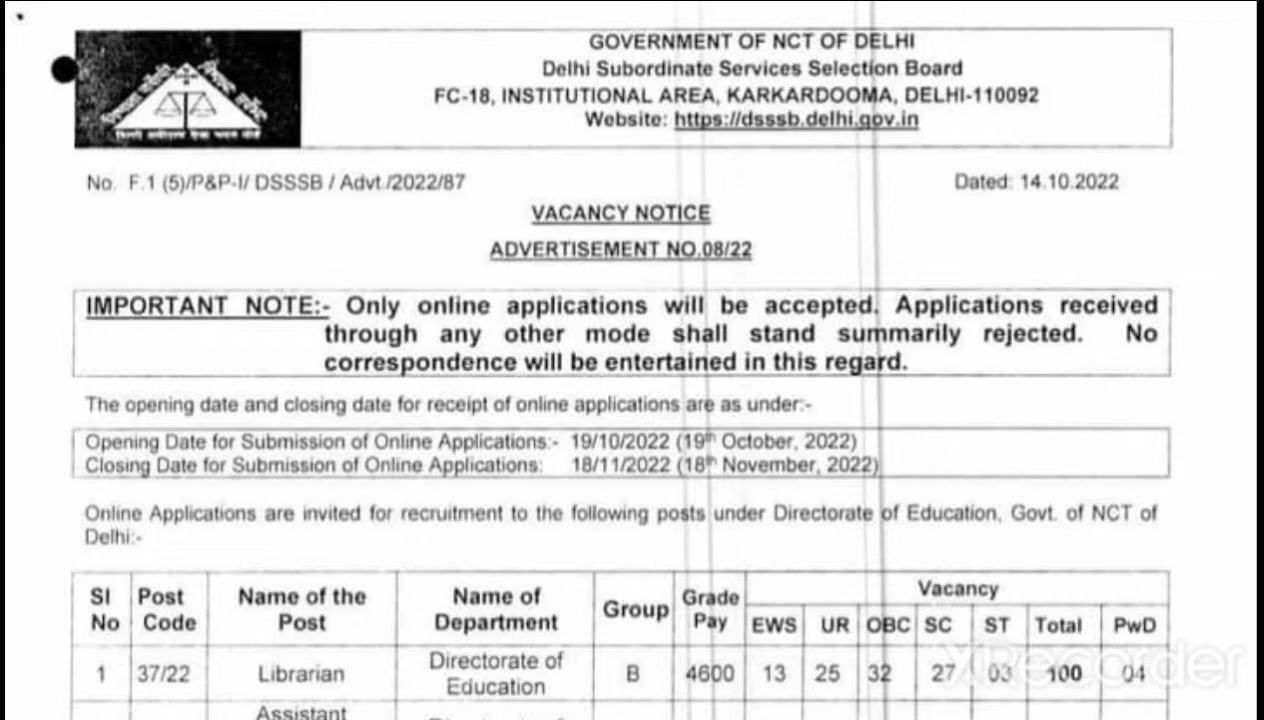 GOVERNMENT OF NCT OF DELHI
Delhi Subordinate Services Selection Board
FC-18, INSTITUTIONAL AREA, KARKARDOOMA, DELHI-110092
Website: https://dsssb.delhi.gov.in
No. F.1 (5)/P&P-I/ DSSSB / Advt./2022/87 Dated: 14.10.2022
VACANCY NOTICE
ADVERTISEMENT NO.08/22
IMPORTANT NOTE:- Only online applications will be accepted. Applications received
through any other mode shall stand summarily rejected. No
correspondence will be entertained in this regard.
The opening date and closing date for receipt of online applications are as under:-
Opening Date for Submission of Online Applications:- 19/10/2022 (19th October, 2022)
Closing Date for Submission of Online Applications: 18/11/2022 (18th November, 2022)
Online Applications are invited for recruitment to the following posts under Directorate of Education, Govt. of NCT of
Delhi:-
Sl No Post Code Name of the Post Name of Department Group Grade Pay Vacancy
EWS UR OBC SC ST Total PwD
1 37/22 Librarian Directorate of Education B 4600 13 25 32 27 03 100 04
Assistant
XRecorder